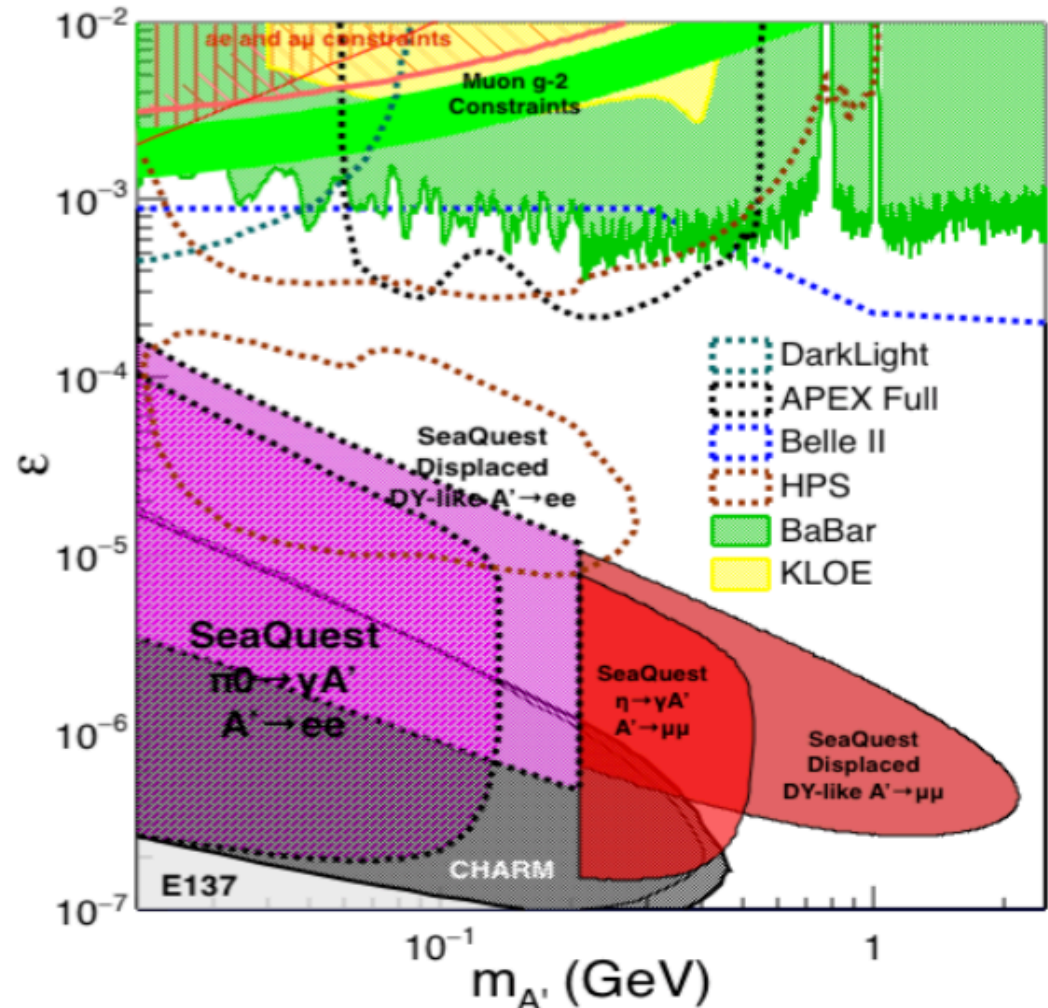 10⁻²
ae and aμ constraints
Muon g-2
Constraints
10⁻³
DarkLight
APEX Full
Belle II
HPS
BaBar
KLOE
10⁻⁴
SeaQuest
Displaced
DY-like A'→ee
ε
10⁻⁵
SeaQuest
π0→γA'
A'→ee
SeaQuest
η→γA'
A'→μμ
SeaQuest
Displaced
DY-like A'→μμ
10⁻⁶
CHARM
E137
10⁻⁷
10⁻¹
1
m_A' (GeV)